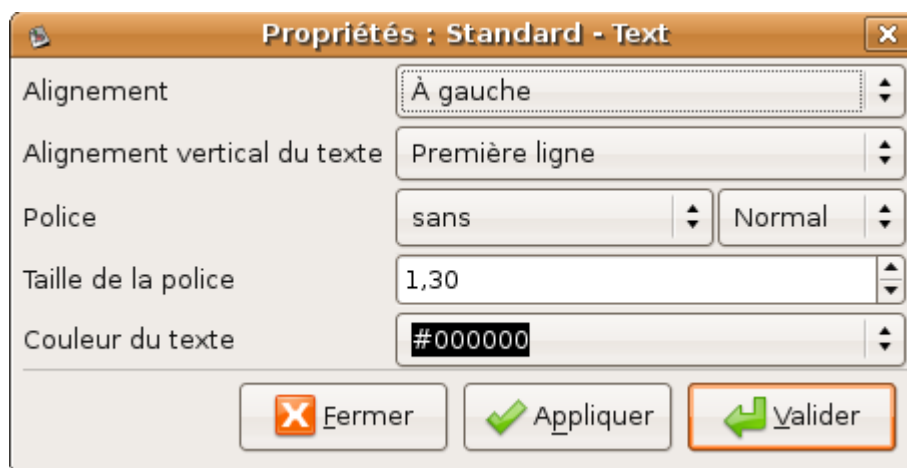 Propriétés : Standard - Text
Alignement À gauche
Alignement vertical du texte Première ligne
Police sans Normal
Taille de la police 1,30
Couleur du texte #000000
Fermer Appliquer Valider